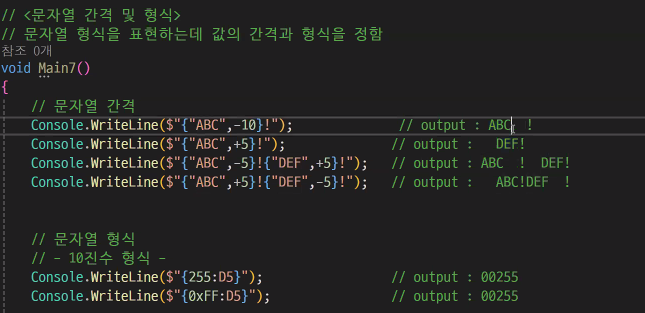 // <문자열 간격 및 형식>
// 문자열 형식을 표현하는데 값의 간격과 형식을 정함
참조 0개
void Main7()
{
// 문자열 간격
Console.WriteLine($"{"ABC",-10}!"); // output : ABC  !
Console.WriteLine($"{"ABC",+5}!"); // output :   DEF!
Console.WriteLine($"{"ABC",-5}!{"DEF",+5}!"); // output : ABC  !  DEF!
Console.WriteLine($"{"ABC",+5}!{"DEF",-5}!"); // output :   ABC!DEF  !
// 문자열 형식
// - 10진수 형식 -
Console.WriteLine($"{255:D5}"); // output : 00255
Console.WriteLine($"{0xFF:D5}"); // output : 00255